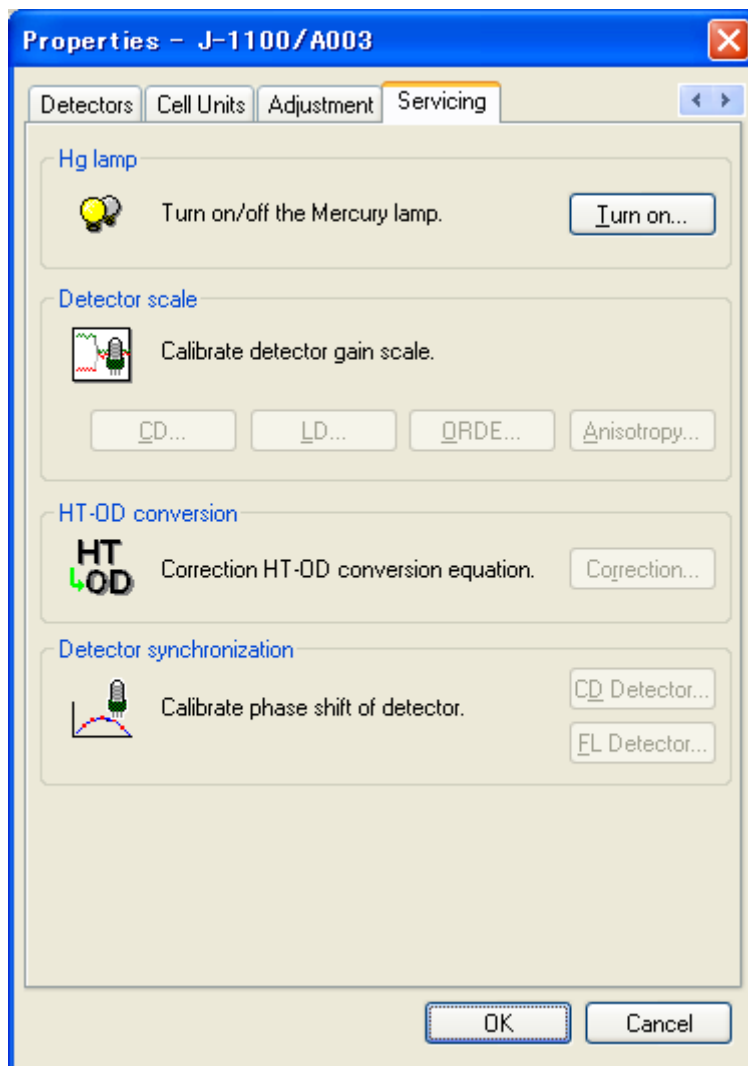 Properties - J-1100/A003
Detectors Cell Units Adjustment Servicing
Hg lamp
Turn on/off the Mercury lamp. Turn on...
Detector scale
Calibrate detector gain scale.
CD... LD... ORDE... Anisotropy...
HT-OD conversion
HT
OD
Correction HT-OD conversion equation. Correction...
Detector synchronization
CD Detector...
Calibrate phase shift of detector.
FL Detector...
OK Cancel